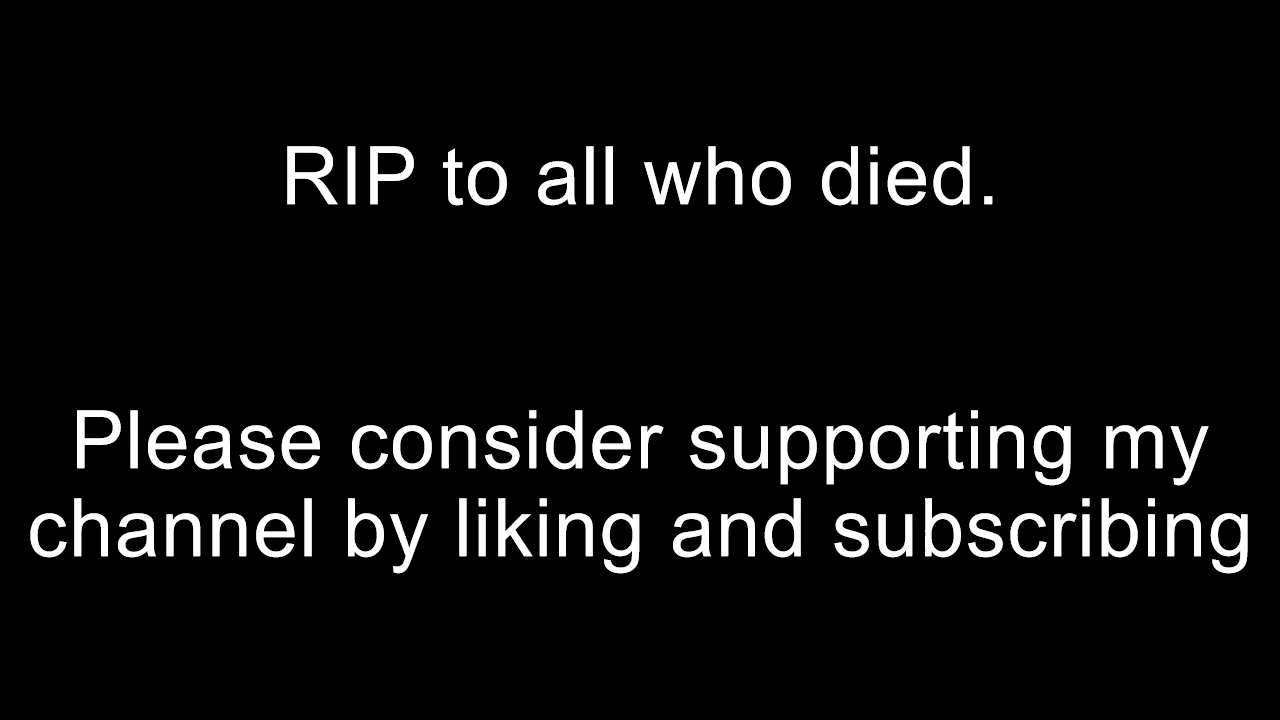 RIP to all who died.
Please consider supporting my
channel by liking and subscribing